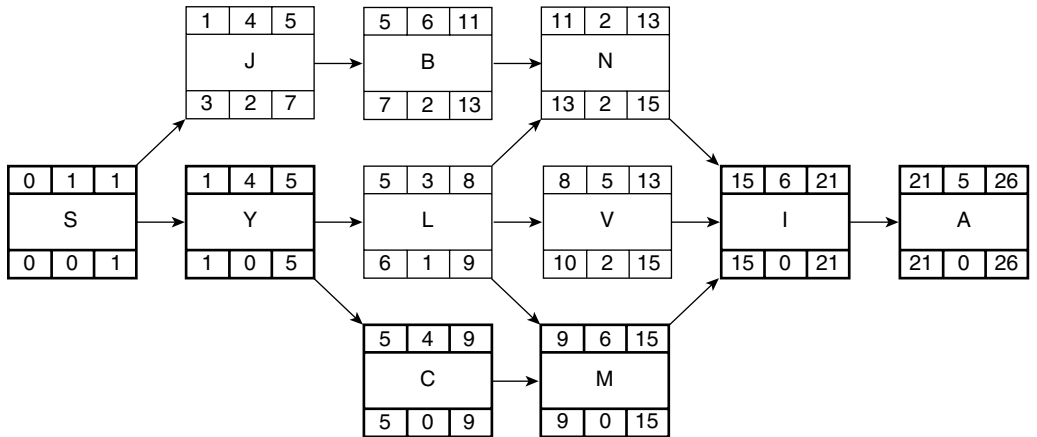 1 4 5
J
3 2 7
5 6 11
B
7 2 13
11 2 13
N
13 2 15
0 1 1
S
0 0 1
1 4 5
Y
1 0 5
5 3 8
L
6 1 9
8 5 13
V
10 2 15
15 6 21
I
15 0 21
21 5 26
A
21 0 26
5 4 9
C
5 0 9
9 6 15
M
9 0 15